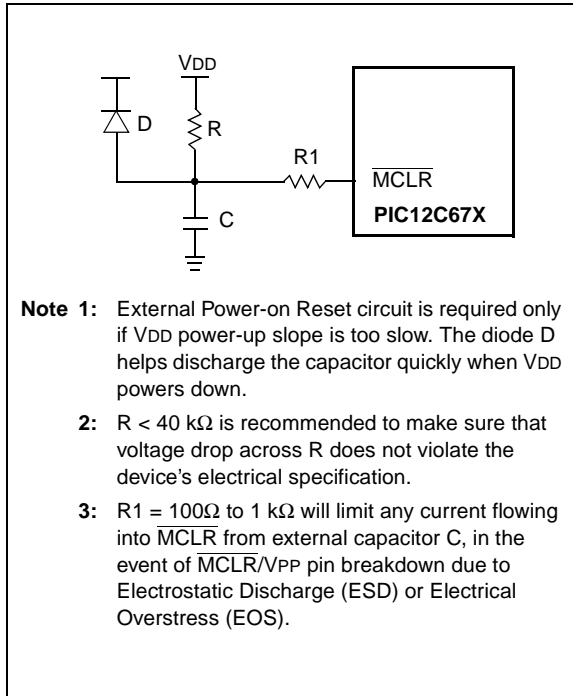 VDD
D
R
R1
MCLR
PIC12C67X
C
Note 1: External Power-on Reset circuit is required only
if VDD power-up slope is too slow. The diode D
helps discharge the capacitor quickly when VDD
powers down.
2: R < 40 kΩ is recommended to make sure that
voltage drop across R does not violate the
device's electrical specification.
3: R1 = 100Ω to 1 kΩ will limit any current flowing
into MCLR from external capacitor C, in the
event of MCLR/VPP pin breakdown due to
Electrostatic Discharge (ESD) or Electrical
Overstress (EOS).